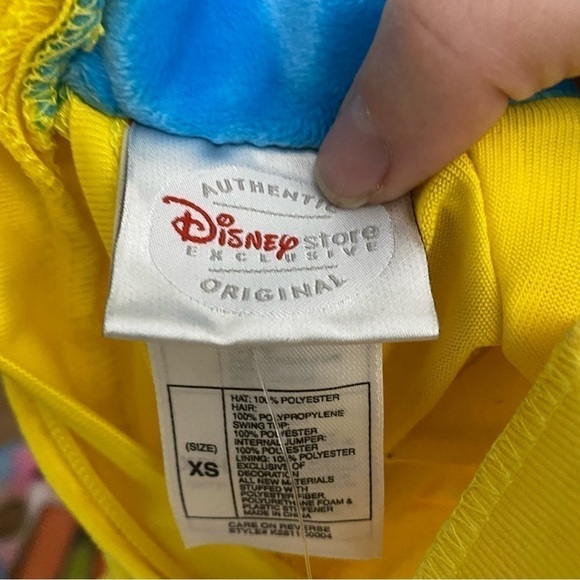 AUTHENTIC
Disney store
EXCLUSIVE
ORIGINAL
HAT: 100% POLYESTER
HAIR:
100% POLYPROPYLENE
SWING TOP:
100% POLYESTER
INTERNAL JUMPER:
100% POLYESTER
LINING: 100% POLYESTER
EXCLUSIVE OF
DECORATION
ALL NEW MATERIALS
STUFFED WITH
POLYESTER FIBER,
POLYURETHANE FOAM &
PLASTIC STIFFENER
MADE IN CHINA
(SIZE)
XS
CARE ON REVERSE
STYLE#